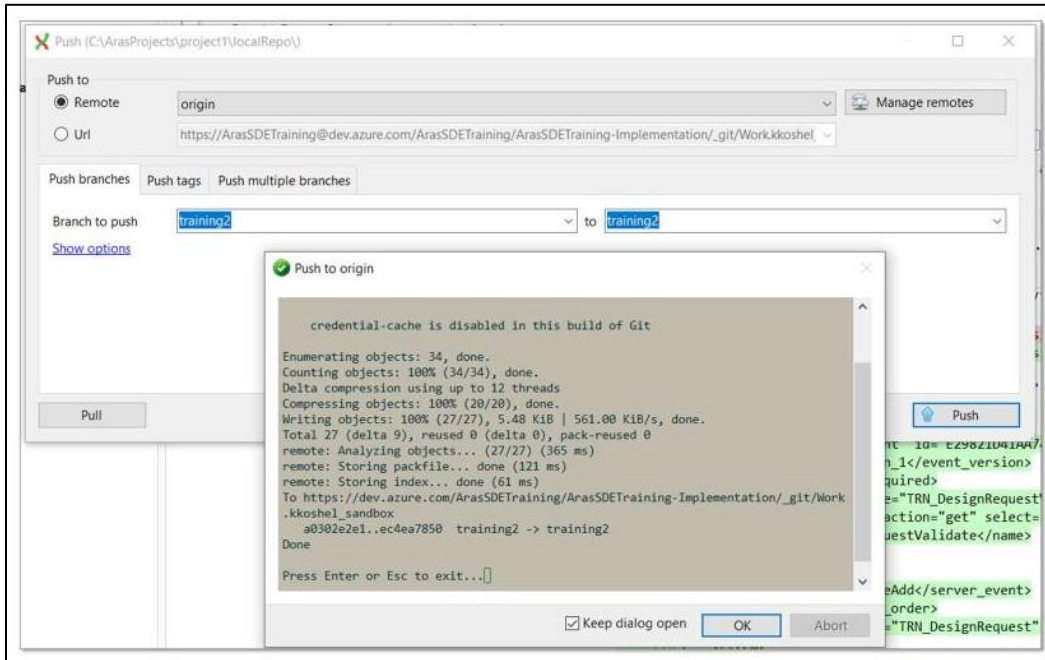 Push (C:\ArasProjects\project1\localRepo\)
Push to
Remote
origin
Manage remotes
Url
https://ArasSDETraining@dev.azure.com/ArasSDETraining/ArasSDETraining-Implementation/_git/Work.kkoshel_
Push branches Push tags Push multiple branches
Branch to push training2 to training2
Show options
Push to origin
credential-cache is disabled in this build of Git
Enumerating objects: 34, done.
Counting objects: 100% (34/34), done.
Delta compression using up to 12 threads
Compressing objects: 100% (20/20), done.
Writing objects: 100% (27/27), 5.48 KiB | 561.00 KiB/s, done.
Total 27 (delta 9), reused 0 (delta 0), pack-reused 0
remote: Analyzing objects... (27/27) (365 ms)
remote: Storing packfile... done (121 ms)
remote: Storing index... done (61 ms)
To https://dev.azure.com/ArasSDETraining/ArasSDETraining-Implementation/_git/Work
.kkoshel_sandbox
a0302e2e1..ec4ea7850 training2 -> training2
Done
Press Enter or Esc to exit...
Keep dialog open OK Abort
Pull
Push
n_1</event_version>
quired>
e="TRN_DesignRequest"
action="get" select=
uestValidate</name>
eAdd</server_event>
_order>
="TRN_DesignRequest"